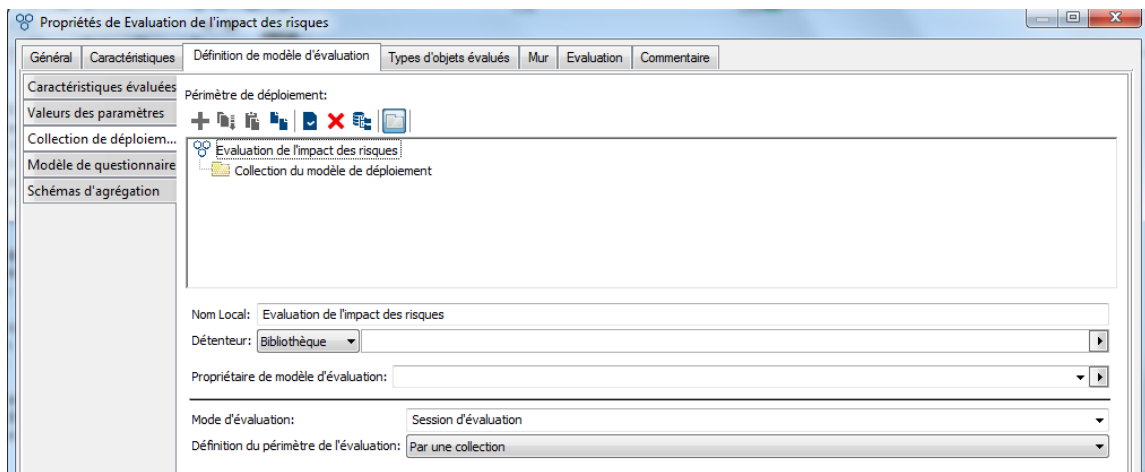 Propriétés de Evaluation de l'impact des risques
Général Caractéristiques Définition de modèle d'évaluation Types d'objets évalués Mur Evaluation Commentaire
Caractéristiques évaluées
Valeurs des paramètres
Collection de déploiem...
Modèle de questionnaire
Schémas d'agrégation
Périmètre de déploiement:
Evaluation de l'impact des risques
Collection du modèle de déploiement
Nom Local: Evaluation de l'impact des risques
Détenteur: Bibliothèque
Propriétaire de modèle d'évaluation:
Mode d'évaluation: Session d'évaluation
Définition du périmètre de l'évaluation: Par une collection